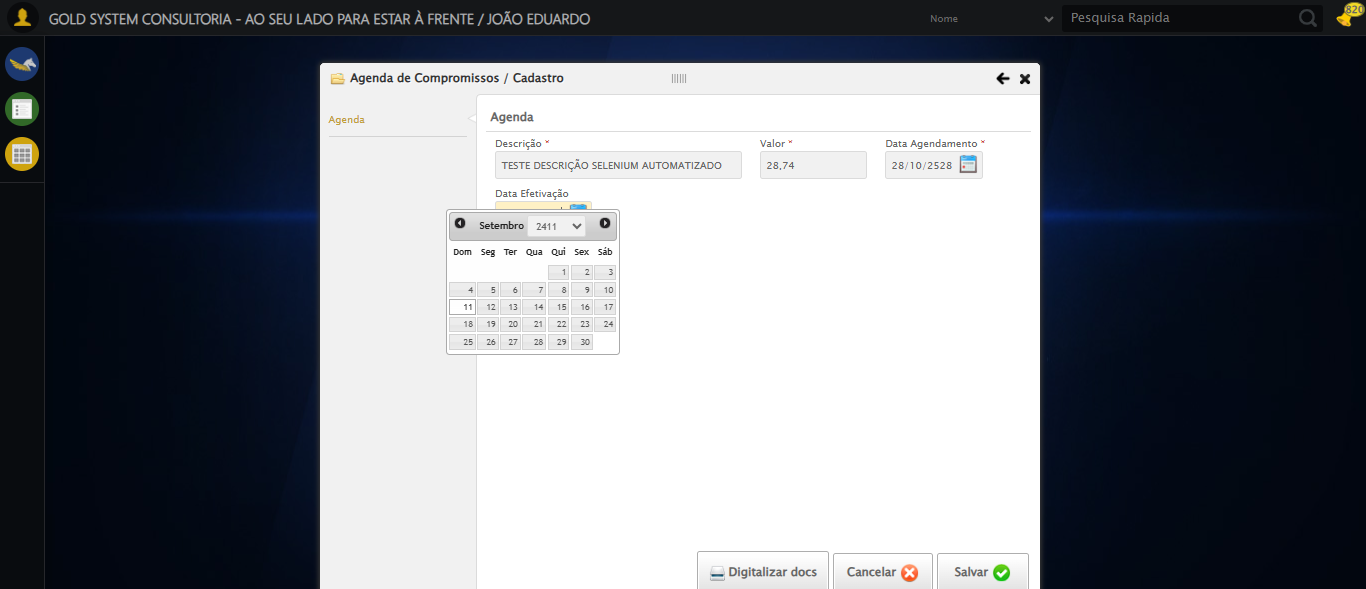 GOLD SYSTEM CONSULTORIA - AO SEU LADO PARA ESTAR À FRENTE / JOÃO EDUARDO
Nome
Pesquisa Rapida
820
Agenda de Compromissos / Cadastro
Agenda
Agenda
Descrição * Valor * Data Agendamento *
TESTE DESCRIÇÃO SELENIUM AUTOMATIZADO 28,74 28/10/2528
Data Efetivação
Setembro 2411
Dom Seg Ter Qua Qui Sex Sáb
1 2 3
4 5 6 7 8 9 10
11 12 13 14 15 16 17
18 19 20 21 22 23 24
25 26 27 28 29 30
Digitalizar docs Cancelar Salvar